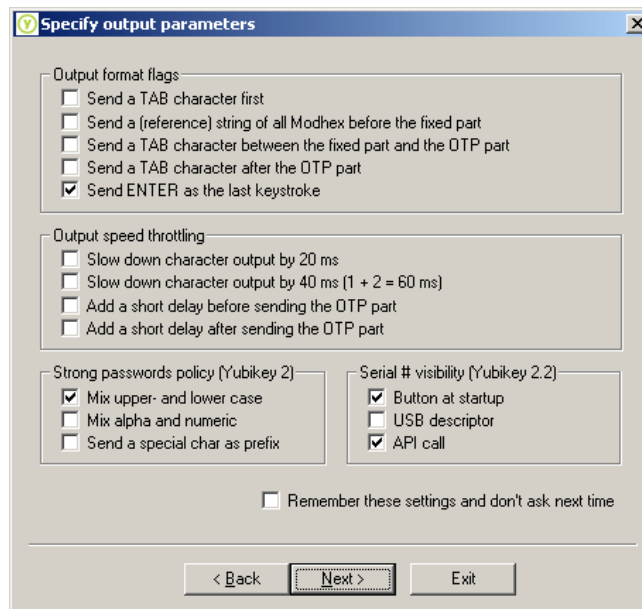 Specify output parameters
Output format flags
Send a TAB character first
Send a (reference) string of all Modhex before the fixed part
Send a TAB character between the fixed part and the OTP part
Send a TAB character after the OTP part
Send ENTER as the last keystroke
Output speed throttling
Slow down character output by 20 ms
Slow down character output by 40 ms (1 + 2 = 60 ms)
Add a short delay before sending the OTP part
Add a short delay after sending the OTP part
Strong passwords policy (Yubikey 2)
Mix upper- and lower case
Mix alpha and numeric
Send a special char as prefix
Serial # visibility (Yubikey 2.2)
Button at startup
USB descriptor
API call
Remember these settings and don't ask next time
< Back
Next >
Exit